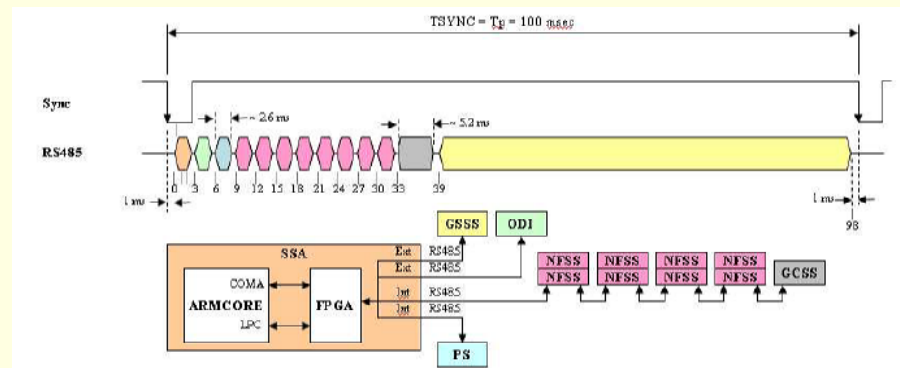 TSYNC = Tp = 100 msec
Sync
~ 2.6 ms
~ 5.2 ms
RS485
0 3 6 9 12 15 18 21 24 27 30 33 39
1 ms
1 ms
98
GSSS ODI
SSA
Ext RS485
Ext RS485
COMA
ARMCORE FPGA
LPC
Int RS485
Int RS485
NFSS NFSS NFSS NFSS
NFSS NFSS NFSS NFSS
GCSS
PS